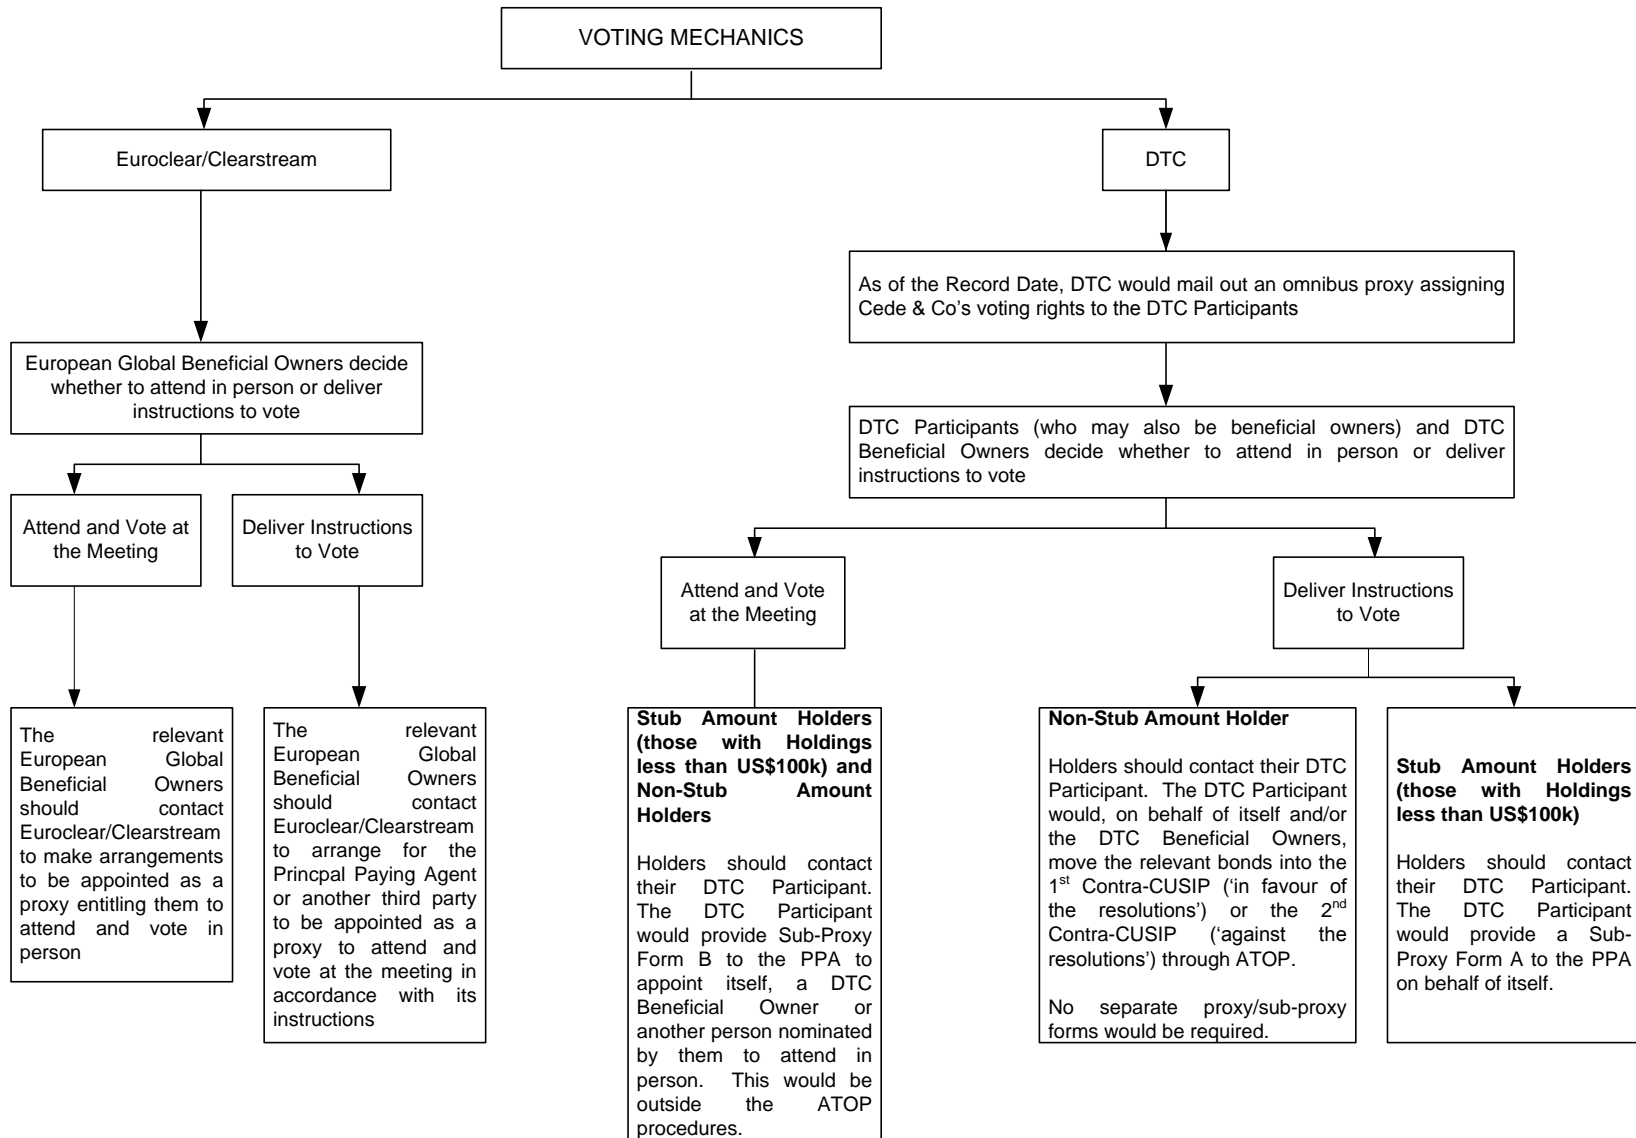 VOTING MECHANICS
Euroclear/Clearstream
DTC
As of the Record Date, DTC would mail out an omnibus proxy assigning
Cede & Co's voting rights to the DTC Participants
European Global Beneficial Owners decide
whether to attend in person or deliver
instructions to vote
DTC Participants (who may also be beneficial owners) and DTC
Beneficial Owners decide whether to attend in person or deliver
instructions to vote
Attend and Vote at
the Meeting
Deliver Instructions
to Vote
Attend and Vote
at the Meeting
Deliver Instructions
to Vote
The relevant
European Global
Beneficial Owners
should contact
Euroclear/Clearstream
to make arrangements
to be appointed as a
proxy entitling them to
attend and vote in
person
The relevant
European Global
Beneficial Owners
should contact
Euroclear/Clearstream
to arrange for the
Princpal Paying Agent
or another third party
to be appointed as a
proxy to attend and
vote at the meeting in
accordance with its
instructions
Stub Amount Holders
(those with Holdings
less than US$100k) and
Non-Stub Amount
Holders
Holders should contact
their DTC Participant.
The DTC Participant
would provide Sub-Proxy
Form B to the PPA to
appoint itself, a DTC
Beneficial Owner or
another person nominated
by them to attend in
person. This would be
outside the ATOP
procedures.
Non-Stub Amount Holder
Holders should contact their DTC
Participant. The DTC Participant
would, on behalf of itself and/or
the DTC Beneficial Owners,
move the relevant bonds into the
1st Contra-CUSIP ('in favour of
the resolutions') or the 2nd
Contra-CUSIP ('against the
resolutions') through ATOP.
No separate proxy/sub-proxy
forms would be required.
Stub Amount Holders
(those with Holdings
less than US$100k)
Holders should contact
their DTC Participant.
The DTC Participant
would provide a Sub-
Proxy Form A to the PPA
on behalf of itself.